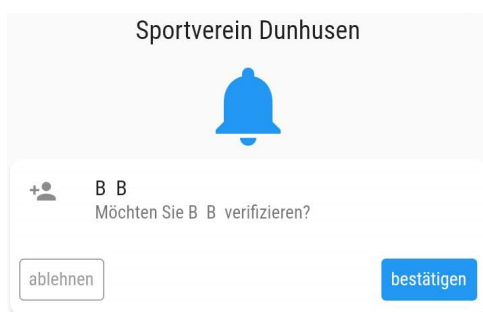 Sportverein Dunhusen
B B
Möchten Sie B B verifizieren?
ablehnen
bestätigen